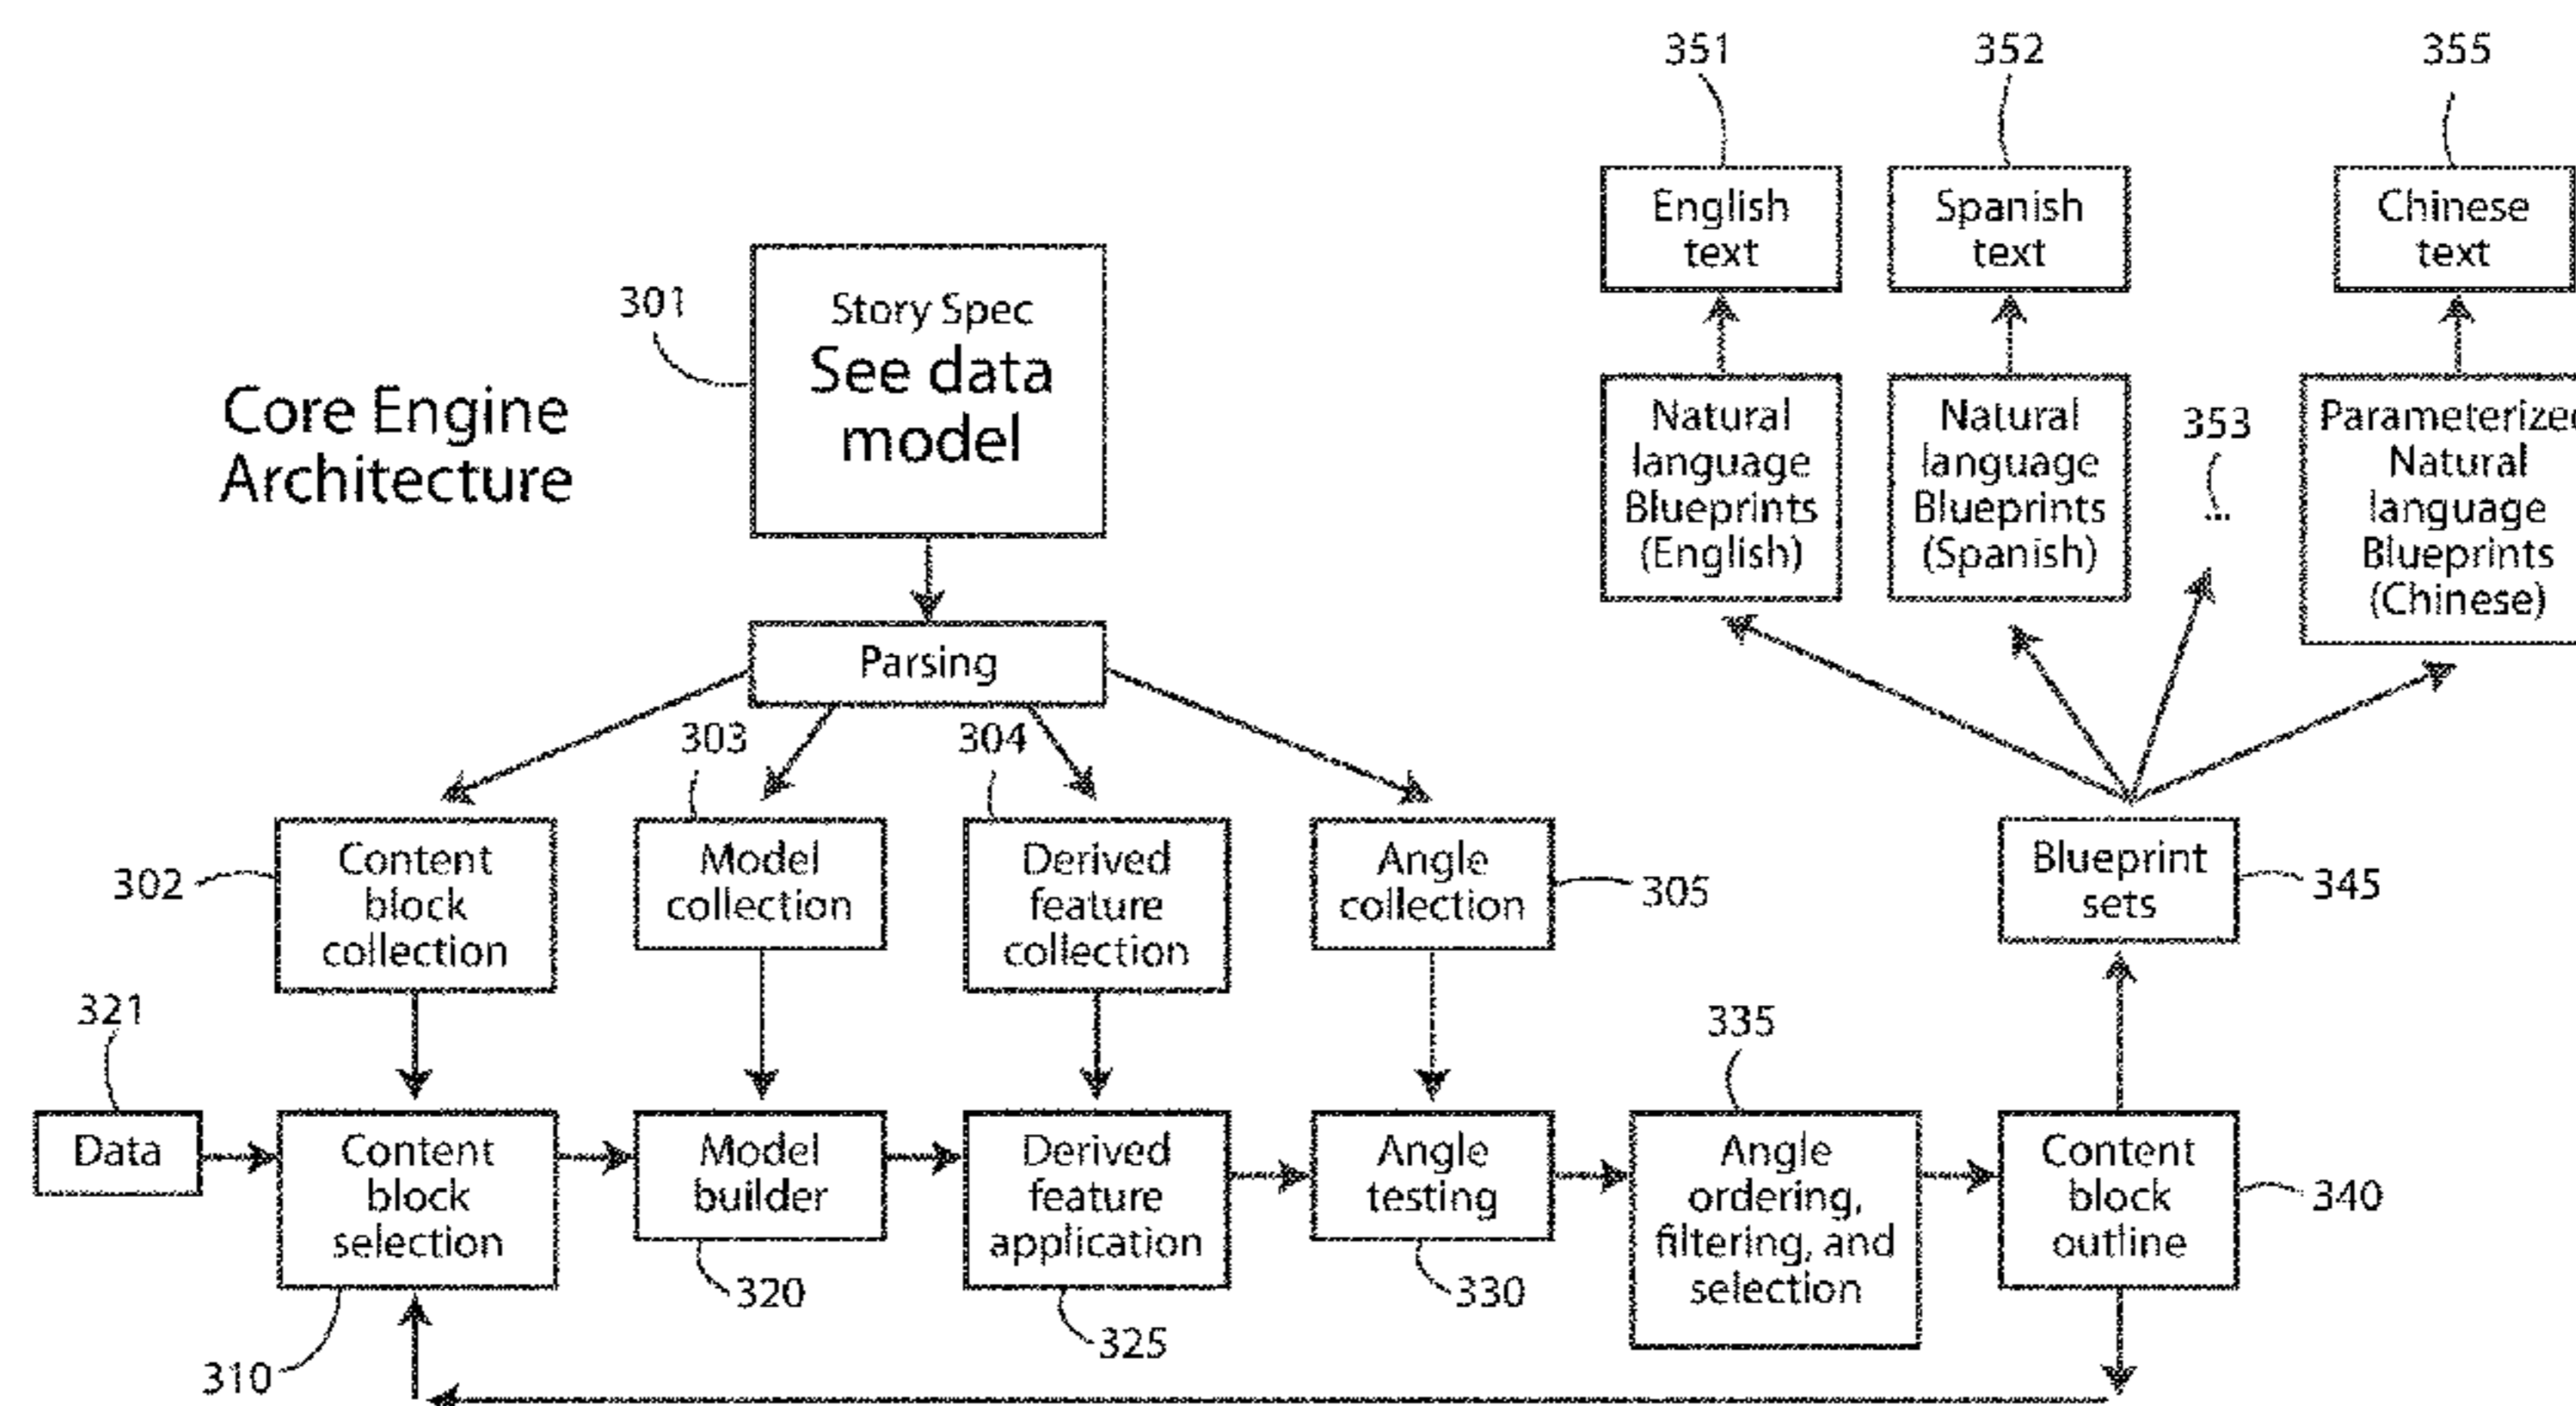 351
352
355
English
text
Spanish
text
Chinese
text
301
Story Spec
See data
model
Core Engine
Architecture
Natural
language
Blueprints
(English)
Natural
language
Blueprints
(Spanish)
353
...
Parameterized
Natural
language
Blueprints
(Chinese)
Parsing
303
304
302
Content
block
collection
Model
collection
Derived
feature
collection
Angle
collection
305
Blueprint
sets
345
321
335
Data
Content
block
selection
Model
builder
Derived
feature
application
Angle
testing
Angle
ordering,
filtering, and
selection
Content
block
outline
340
310
320
325
330